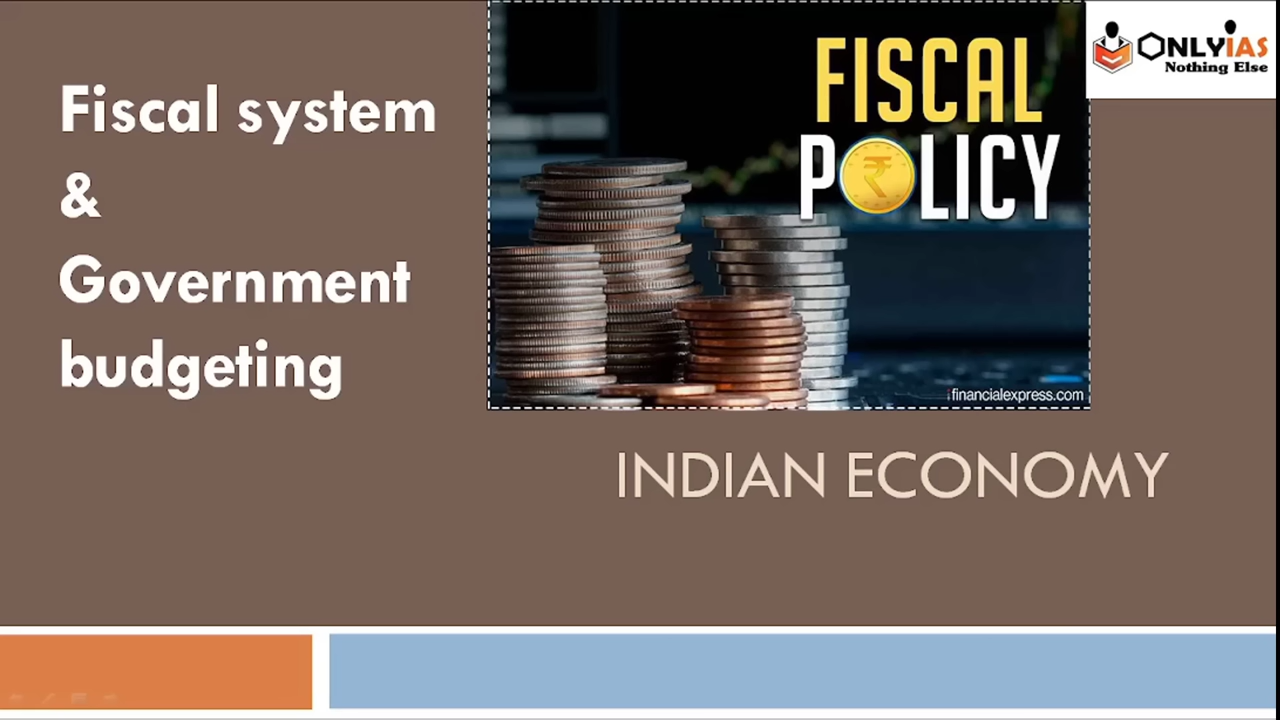 Fiscal system
&
Government
budgeting
FISCAL
POLICY
financialexpress.com
ONLYIAS
Nothing Else
INDIAN ECONOMY